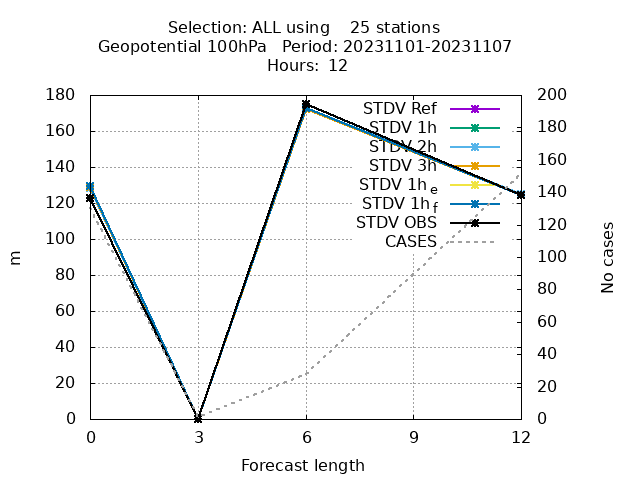 Selection: ALL using    25 stations
Geopotential 100hPa   Period: 20231101-20231107
Hours:  12
180
160
140
120
100
80
60
40
20
0
m
200
180
160
140
120
100
80
60
40
20
0
No cases
STDV Ref
STDV 1h
STDV 2h
STDV 3h
STDV 1h e
STDV 1h f
STDV OBS
CASES
0 3 6 9 12
Forecast length